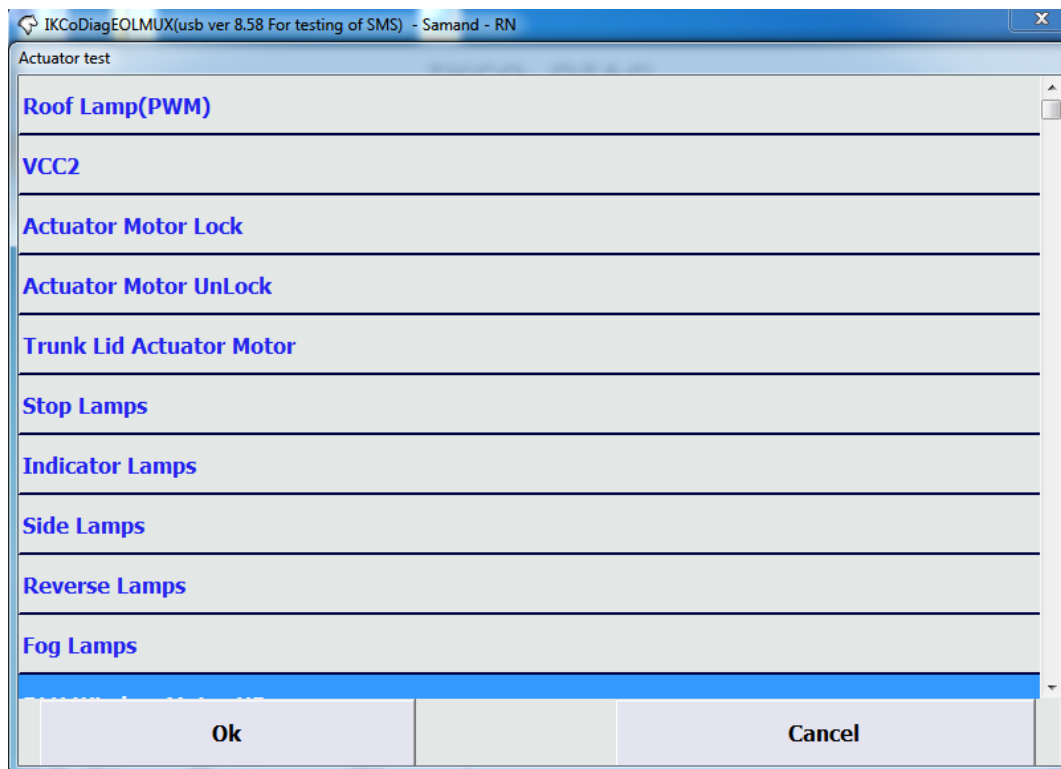 IKCoDiagEOLMUX(usb ver 8.58 For testing of SMS) - Samand - RN
Actuator test
Roof Lamp(PWM)
VCC2
Actuator Motor Lock
Actuator Motor UnLock
Trunk Lid Actuator Motor
Stop Lamps
Indicator Lamps
Side Lamps
Reverse Lamps
Fog Lamps
Ok
Cancel